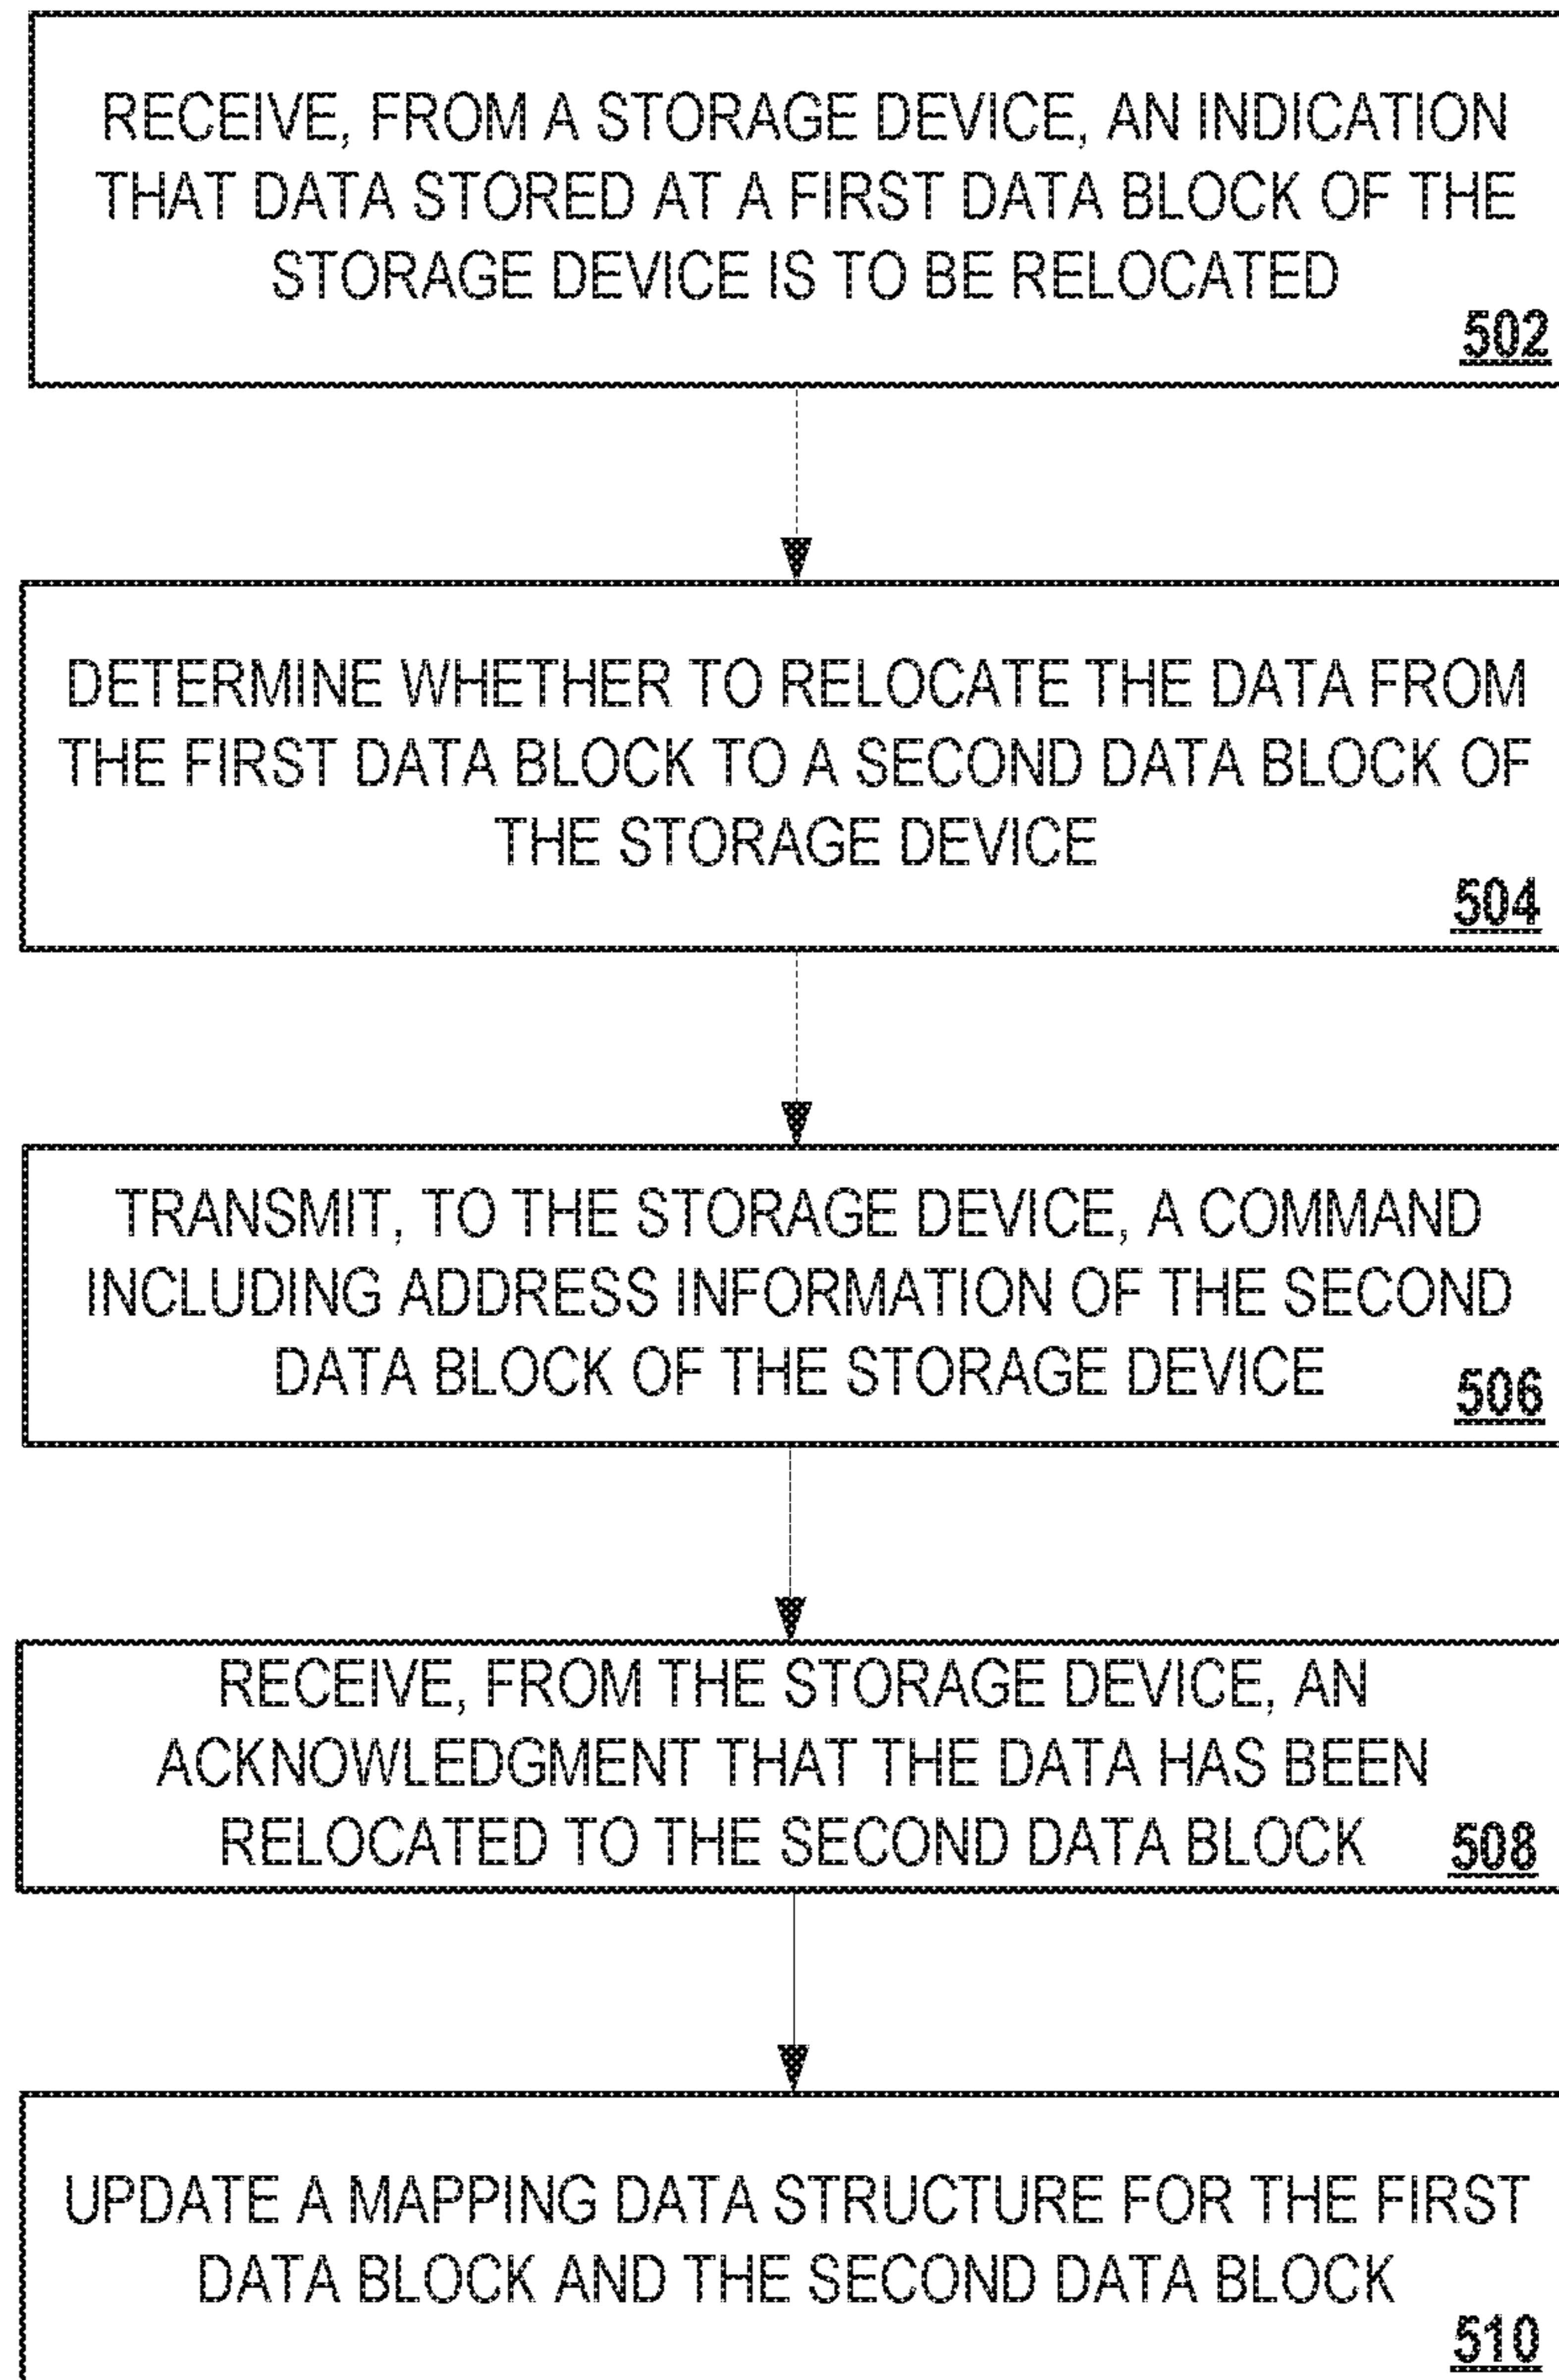 RECEIVE, FROM A STORAGE DEVICE, AN INDICATION
THAT DATA STORED AT A FIRST DATA BLOCK OF THE
STORAGE DEVICE IS TO BE RELOCATED
502
DETERMINE WHETHER TO RELOCATE THE DATA FROM
THE FIRST DATA BLOCK TO A SECOND DATA BLOCK OF
THE STORAGE DEVICE
504
TRANSMIT, TO THE STORAGE DEVICE, A COMMAND
INCLUDING ADDRESS INFORMATION OF THE SECOND
DATA BLOCK OF THE STORAGE DEVICE
506
RECEIVE, FROM THE STORAGE DEVICE, AN
ACKNOWLEDGMENT THAT THE DATA HAS BEEN
RELOCATED TO THE SECOND DATA BLOCK
508
UPDATE A MAPPING DATA STRUCTURE FOR THE FIRST
DATA BLOCK AND THE SECOND DATA BLOCK
510